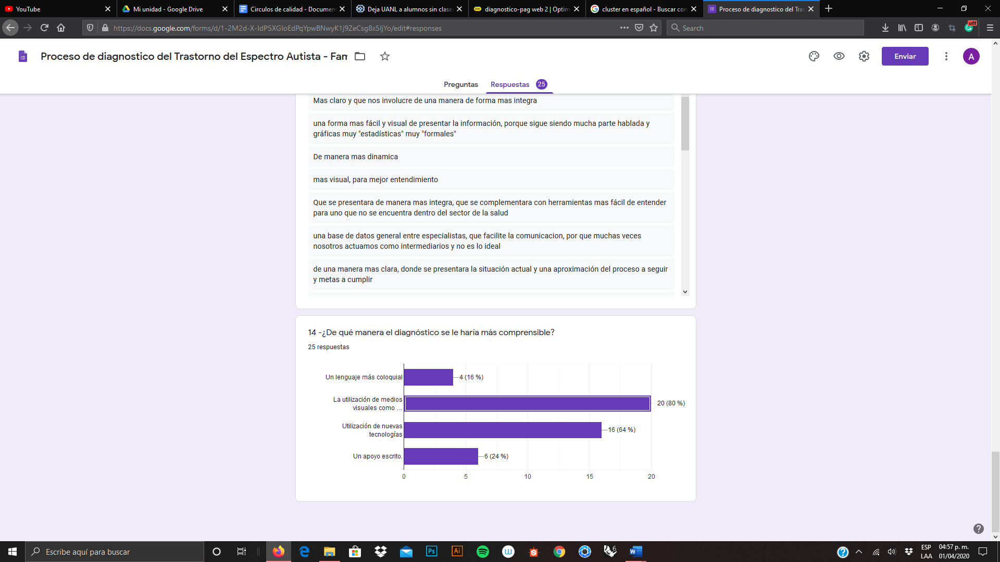 YouTube
Mi unidad - Google Drive
Circulos de calidad - Documen
Deja UANL a alumnos sin clase
diagnostico-pag web 2 | Optim
cluster en español - Buscar con
Proceso de diagnostico del Tras
https://docs.google.com/forms/d/1-2M2d-X-IdP5XGIoEdPqYpwBNwyK1j9ZeCsg8x5IjYo/edit#responses
Search
off
Proceso de diagnostico del Trastorno del Espectro Autista - Fam
Enviar
A
Preguntas
Respuestas 25
Mas claro y que nos involucre de una manera de forma mas integra
una forma mas fácil y visual de presentar la información, porque sigue siendo mucha parte hablada y
gráficas muy "estadísticas" muy "formales"
De manera mas dinamica
mas visual, para mejor entendimiento
Que se presentara de manera mas integra, que se complementara con herramientas mas fácil de entender
para uno que no se encuentra dentro del sector de la salud
una base de datos general entre especialistas, que facilite la comunicacion, por que muchas veces
nosotros actuamos como intermediarios y no es lo ideal
de una manera mas clara, donde se presentara la situación actual y una aproximación del proceso a seguir
y metas a cumplir
14 -¿De qué manera el diagnóstico se le haría más comprensible?
25 respuestas
Un lenguaje más coloquial
4 (16 %)
La utilización de medios
visuales como ...
20 (80 %)
Utilización de nuevas
tecnologías
16 (64 %)
Un apoyo escrito.
6 (24 %)
0 5 10 15 20
Escribe aquí para buscar
Ps
Ai
6
ESP
LAA
04:57 p. m.
01/04/2020